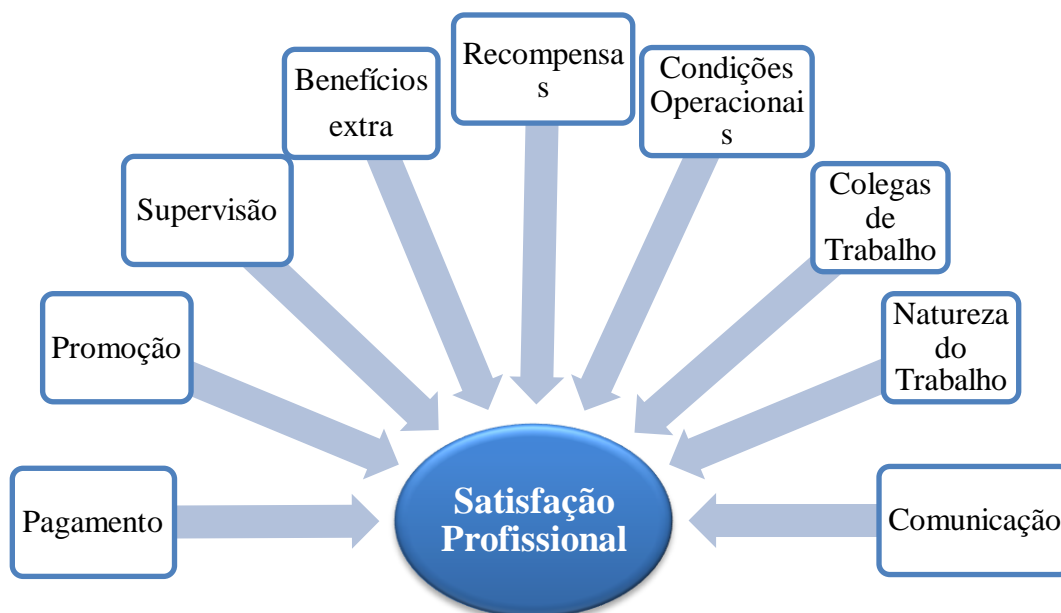 Recompensa
s
Condições
Operacionai
s
Benefícios
extra
Colegas
de
Trabalho
Supervisão
Natureza
do
Trabalho
Promoção
Satisfação
Profissional
Pagamento
Comunicação